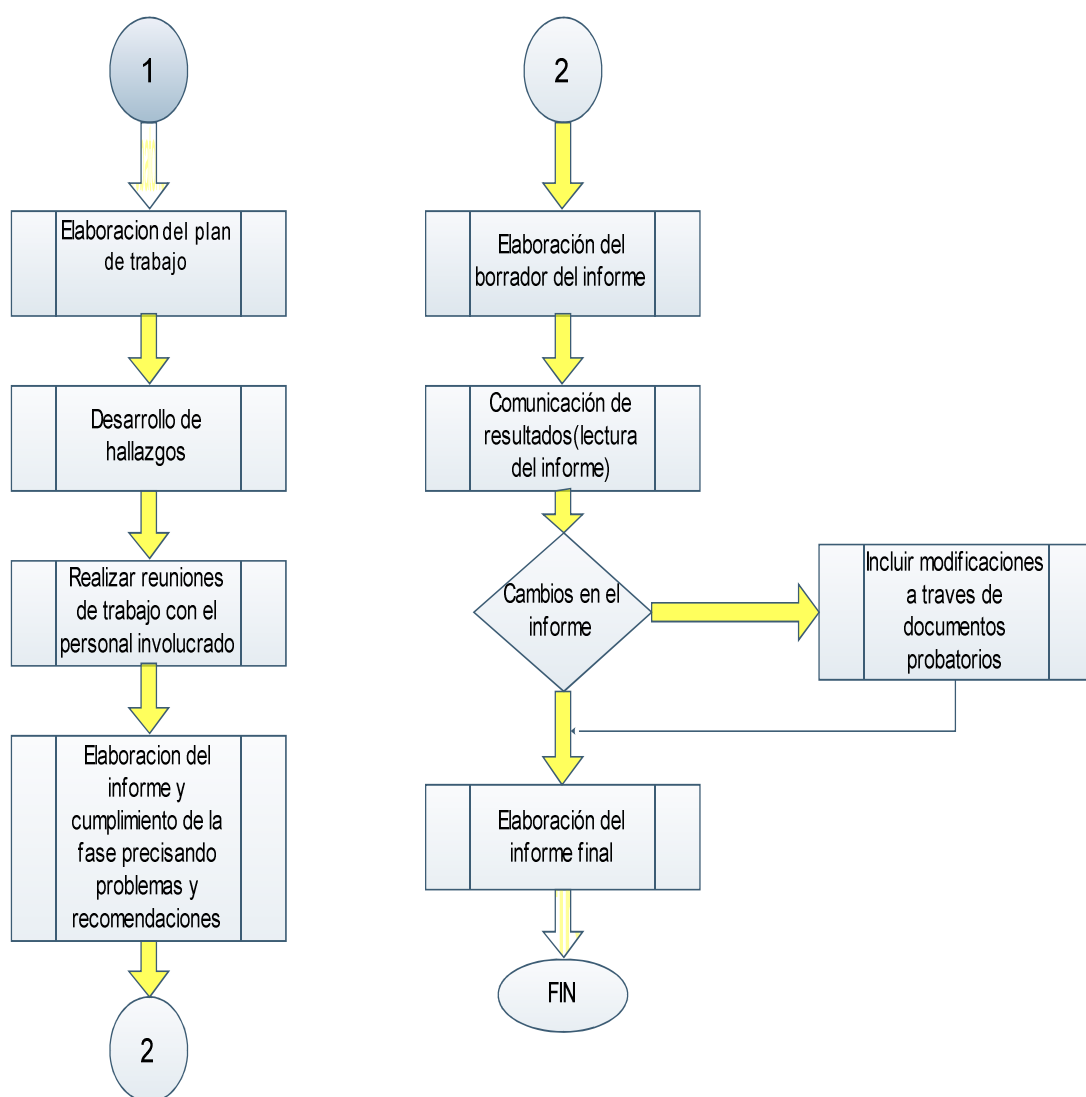 1
Elaboracion del plan
de trabajo
Desarrollo de
hallazgos
Realizar reuniones
de trabajo con el
personal involucrado
Elaboracion del
informe y
cumplimiento de la
fase precisando
problemas y
recomendaciones
2
2
Elaboración del
borrador del informe
Comunicación de
resultados(lectura
del informe)
Cambios en el
informe
Incluir modificaciones
a traves de
documentos
probatorios
Elaboración del
informe final
FIN